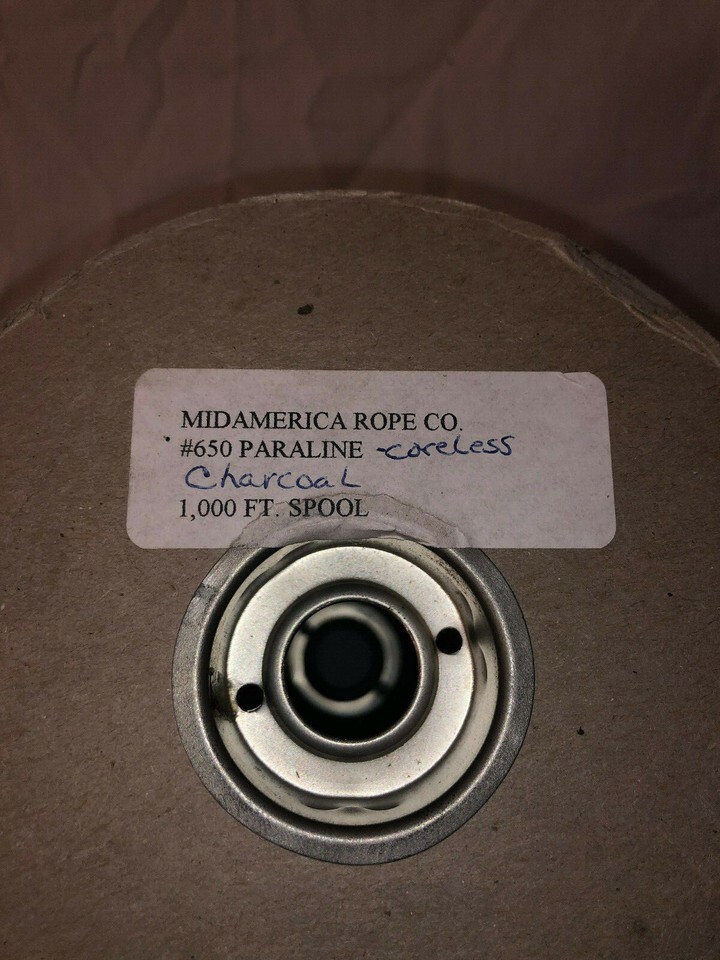 MIDAMERICA ROPE CO.
#650 PARALINE -coreless
Charcoal
1,000 FT. SPOOL